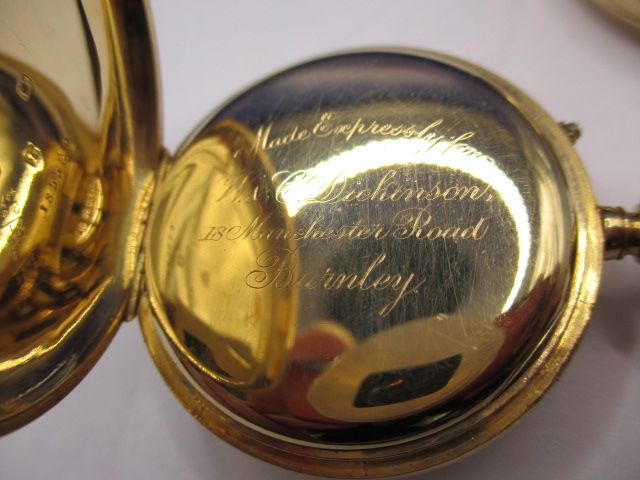 Made Expressly for
Dickinson,
18 Manchester Road
Burnley